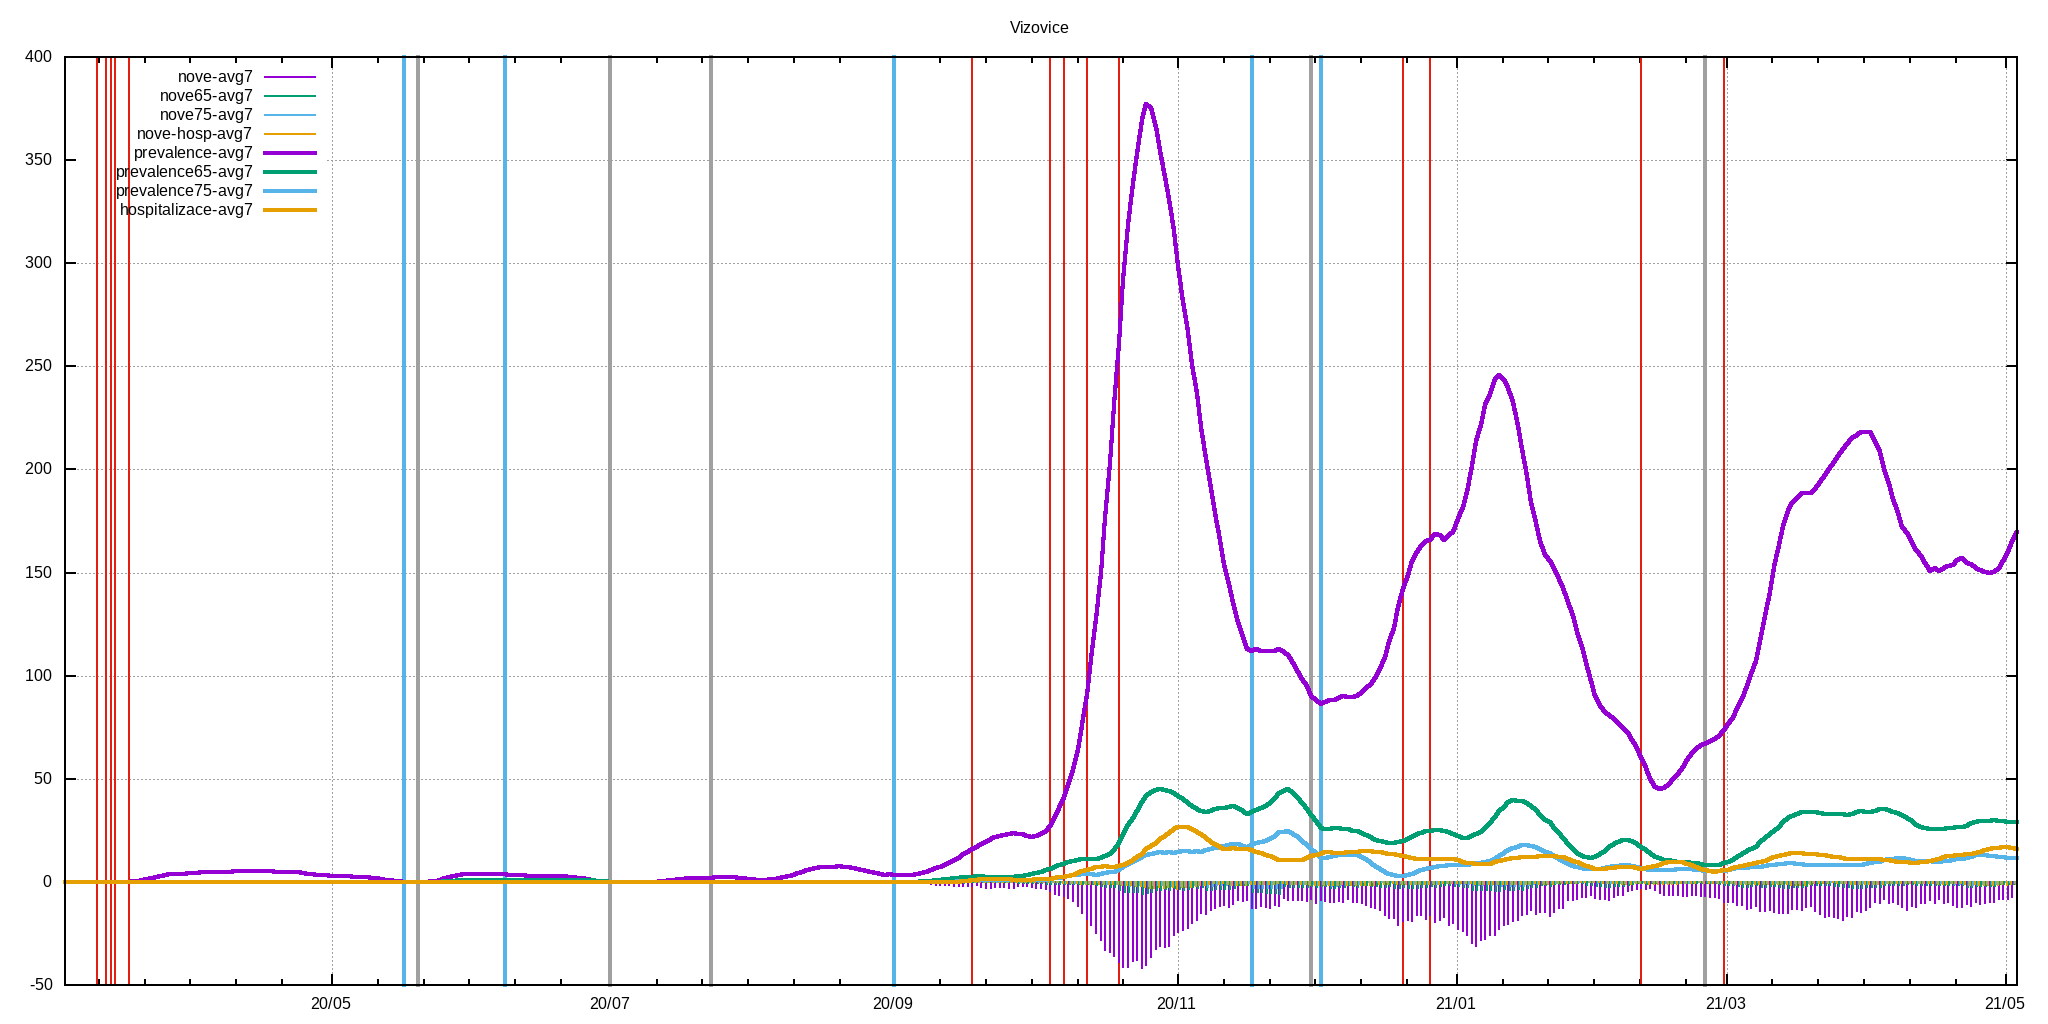 Vizovice
400
350
300
250
200
150
100
50
0
-50
nove-avg7
nove65-avg7
nove75-avg7
nove-hosp-avg7
prevalence-avg7
prevalence65-avg7
prevalence75-avg7
hospitalizace-avg7
20/05 20/07 20/09 20/11 21/01 21/03 21/05